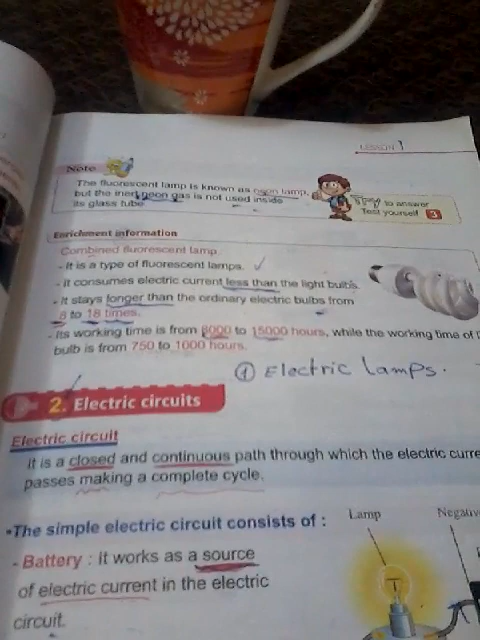 LESSON 1
Note
The fluorescent lamp is known as neon lamp,
but the inert neon gas is not used inside
its glass tube.
Try to answer
Test yourself 3
Enrichment information
Combined fluorescent lamp
- It is a type of fluorescent lamps.
- It consumes electric current less than the light bulbs.
- It stays longer than the ordinary electric bulbs from
8 to 18 times.
- Its working time is from 6000 to 15000 hours, while the working time of
bulb is from 750 to 1000 hours.
① Electric Lamps.
2. Electric circuits
Electric circuit
It is a closed and continuous path through which the electric
passes making a complete cycle.
•The simple electric circuit consists of :
Lamp
- Battery : It works as a source
of electric current in the electric
circuit.